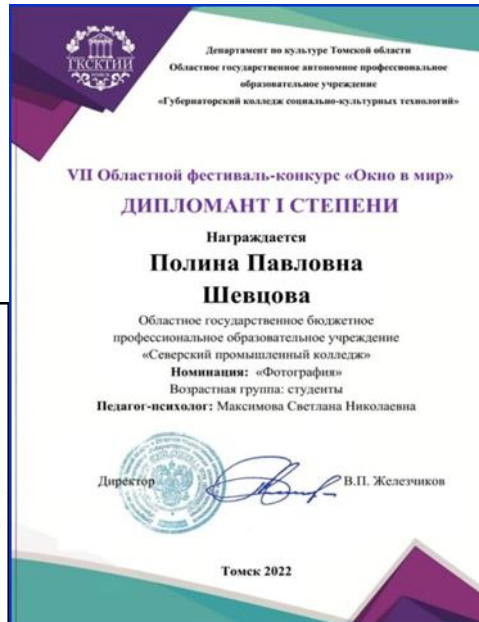 ГКСКТИИ
ТОМСК
Департамент по культуре Томской области
Областное государственное автономное профессиональное
образовательное учреждение
«Губернаторский колледж социально-культурных технологий»
VII Областной фестиваль-конкурс «Окно в мир»
ДИПЛОМАНТ I СТЕПЕНИ
Награждается
Полина Павловна
Шевцова
Областное государственное бюджетное
профессиональное образовательное учреждение
«Северский промышленный колледж»
Номинация: «Фотография»
Возрастная группа: студенты
Педагог-психолог: Максимова Светлана Николаевна
Директор В.П. Железчиков
Томск 2022